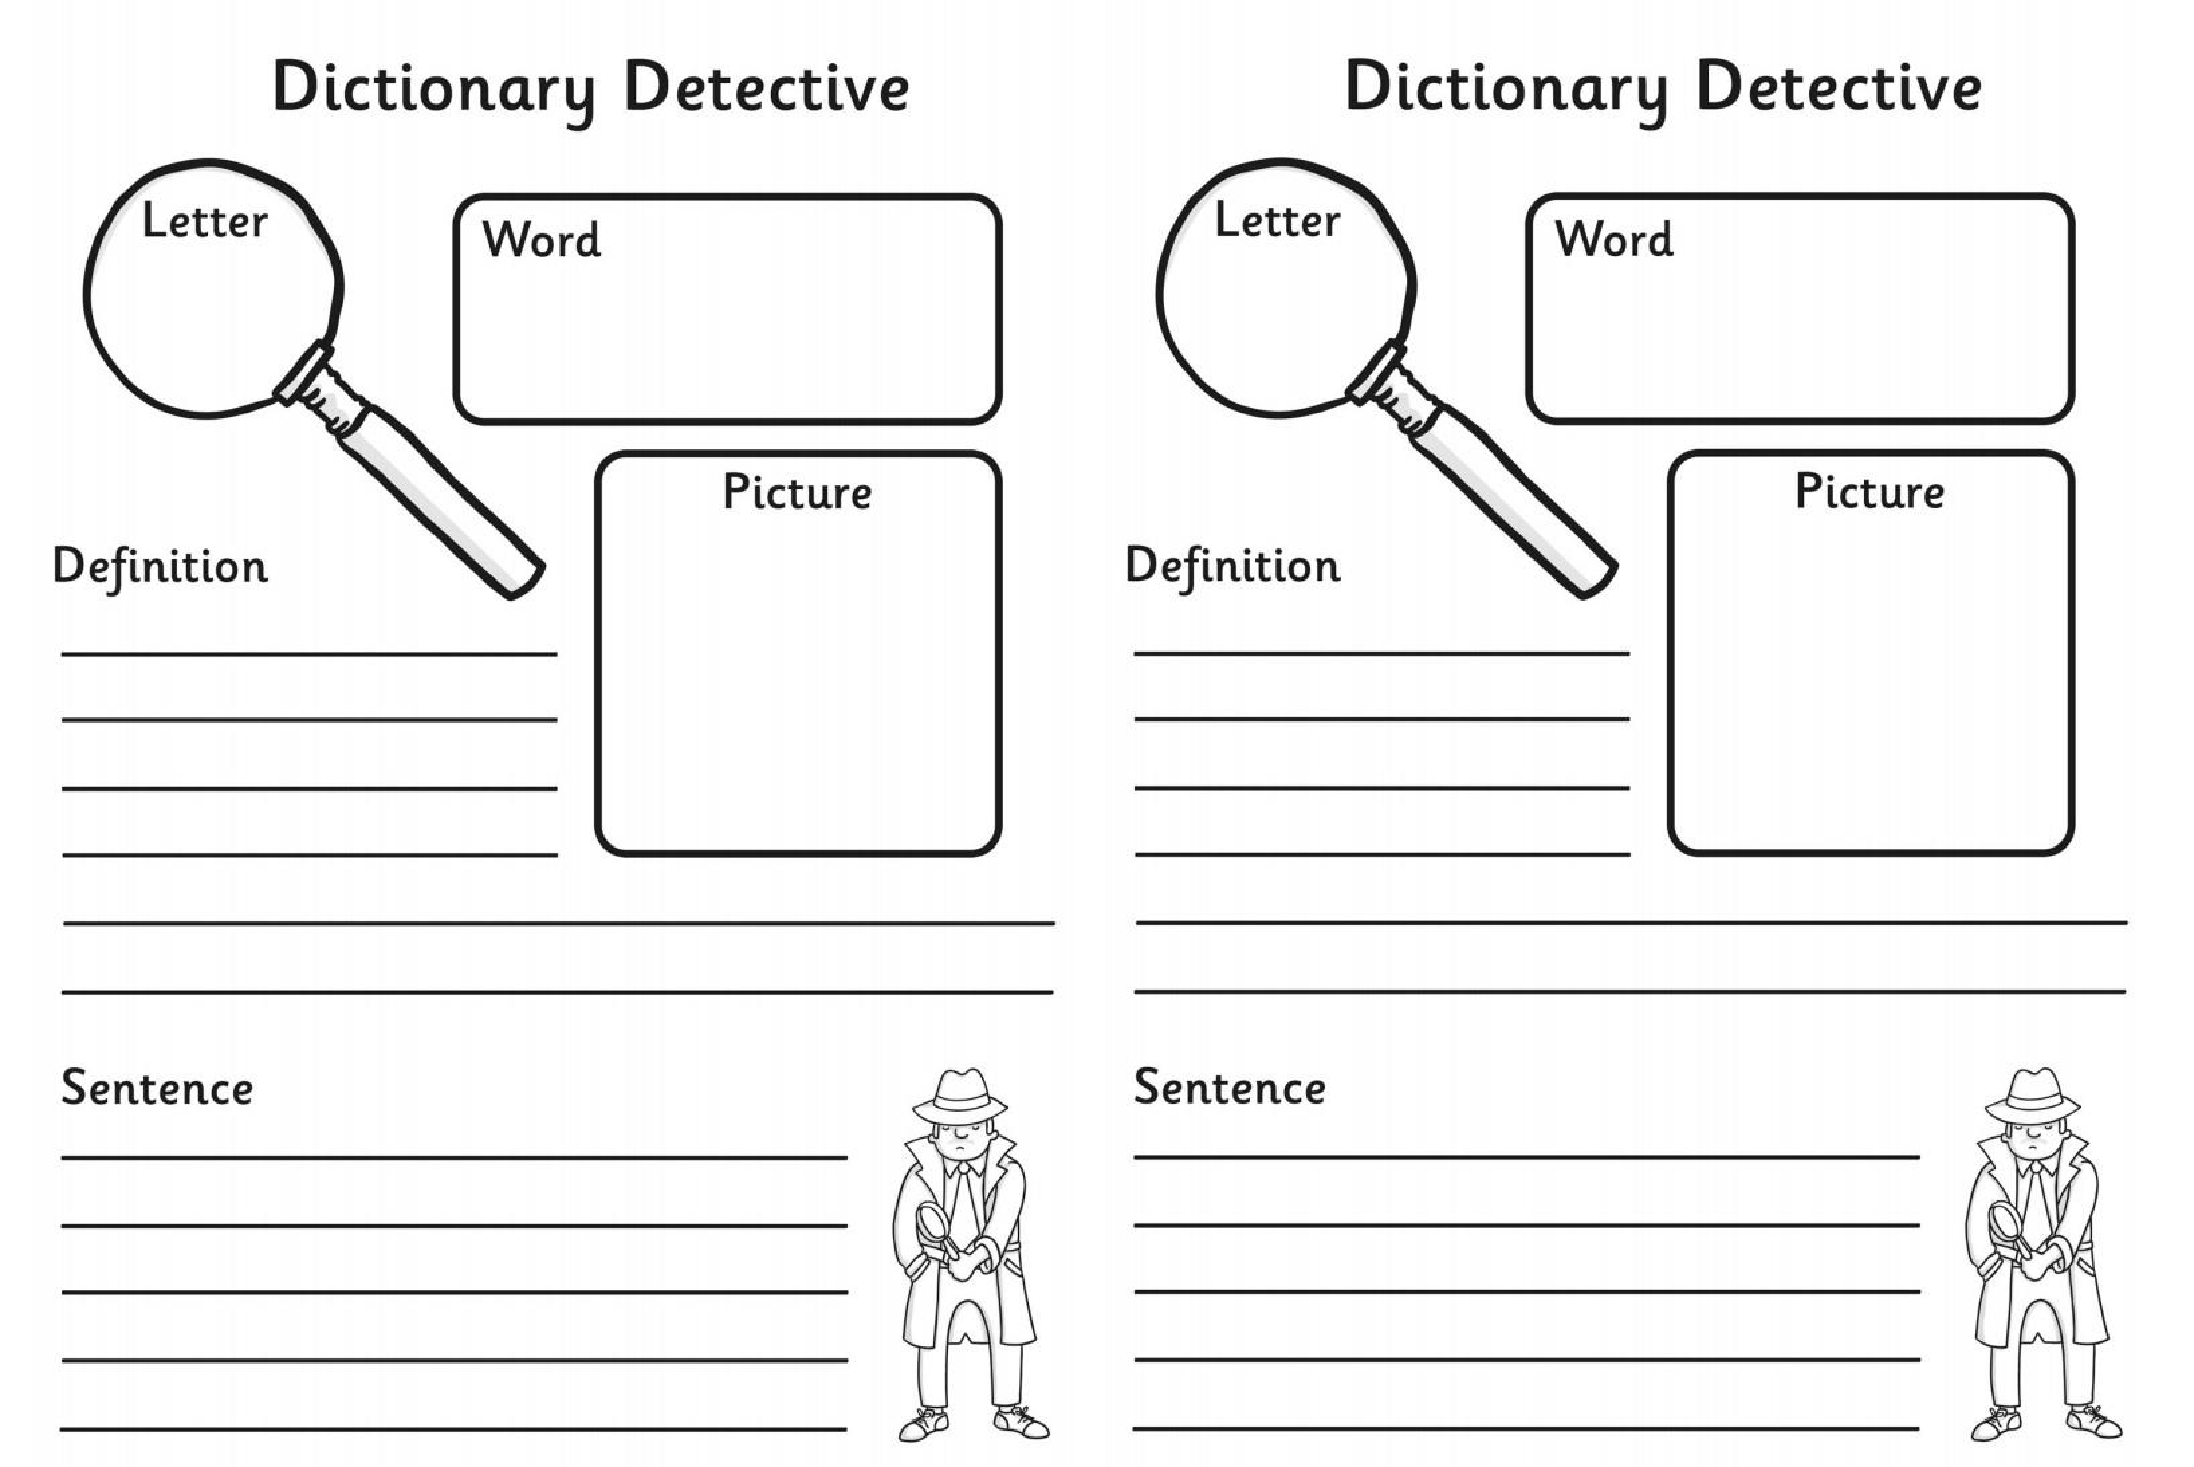 Dictionary Detective
Letter
Word
Picture
Definition
Sentence
Dictionary Detective
Letter
Word
Picture
Definition
Sentence